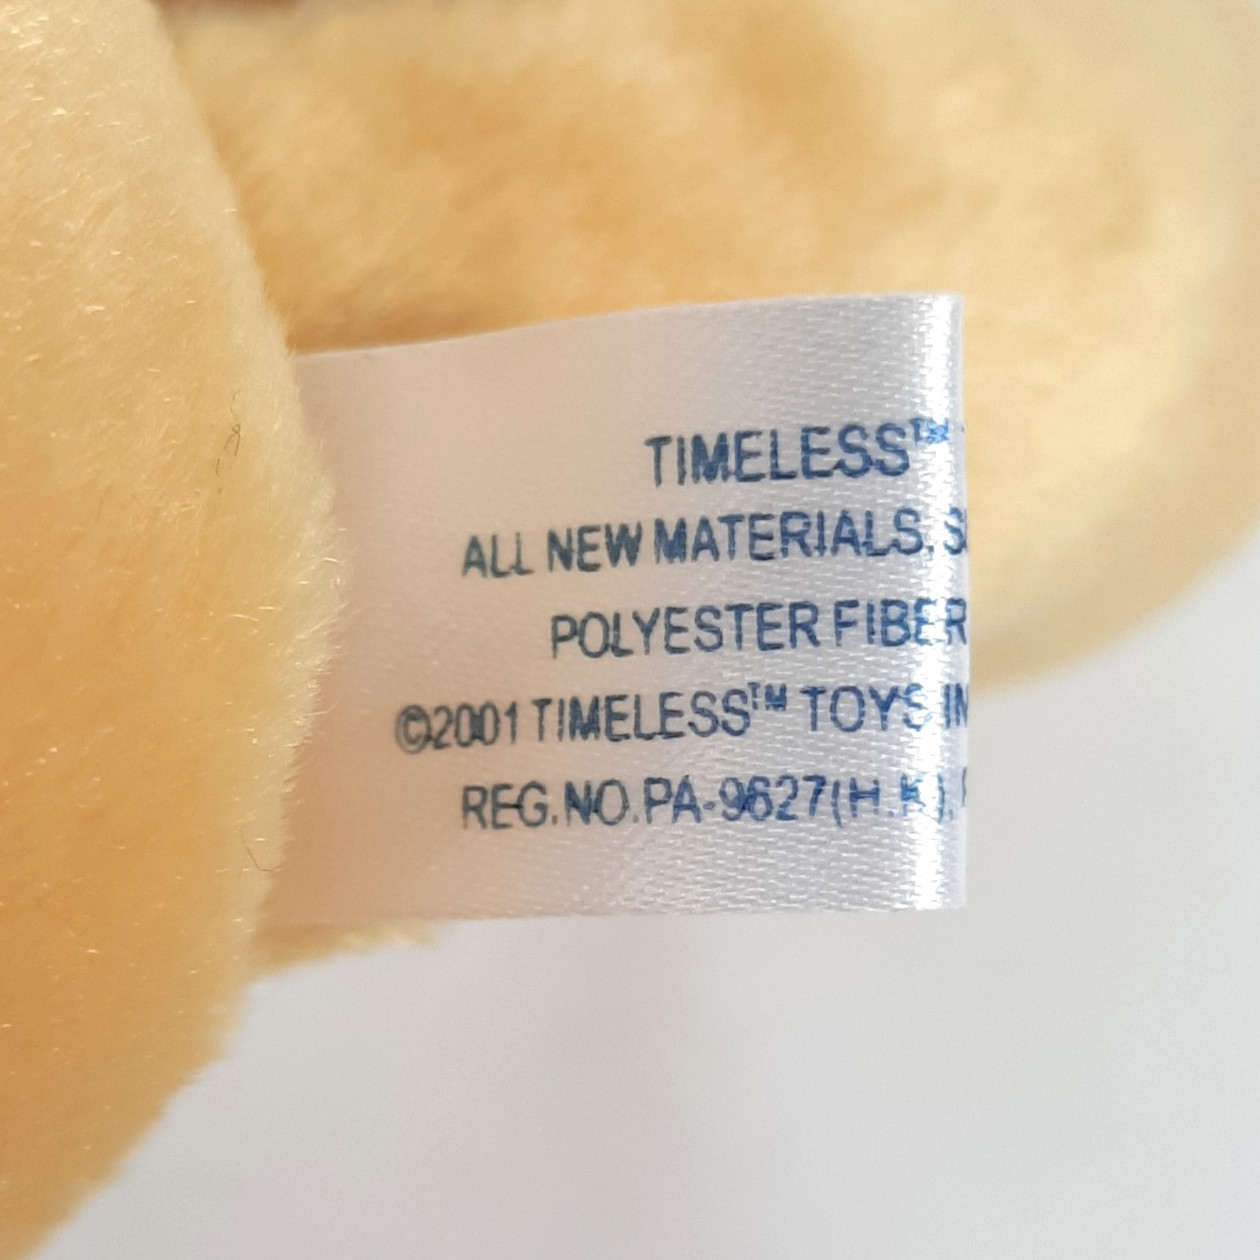 TIMELESS™
ALL NEW MATERIALS.
POLYESTER FIBER
©2001 TIMELESS™ TOYS
REG.NO.PA-9627(H.K).